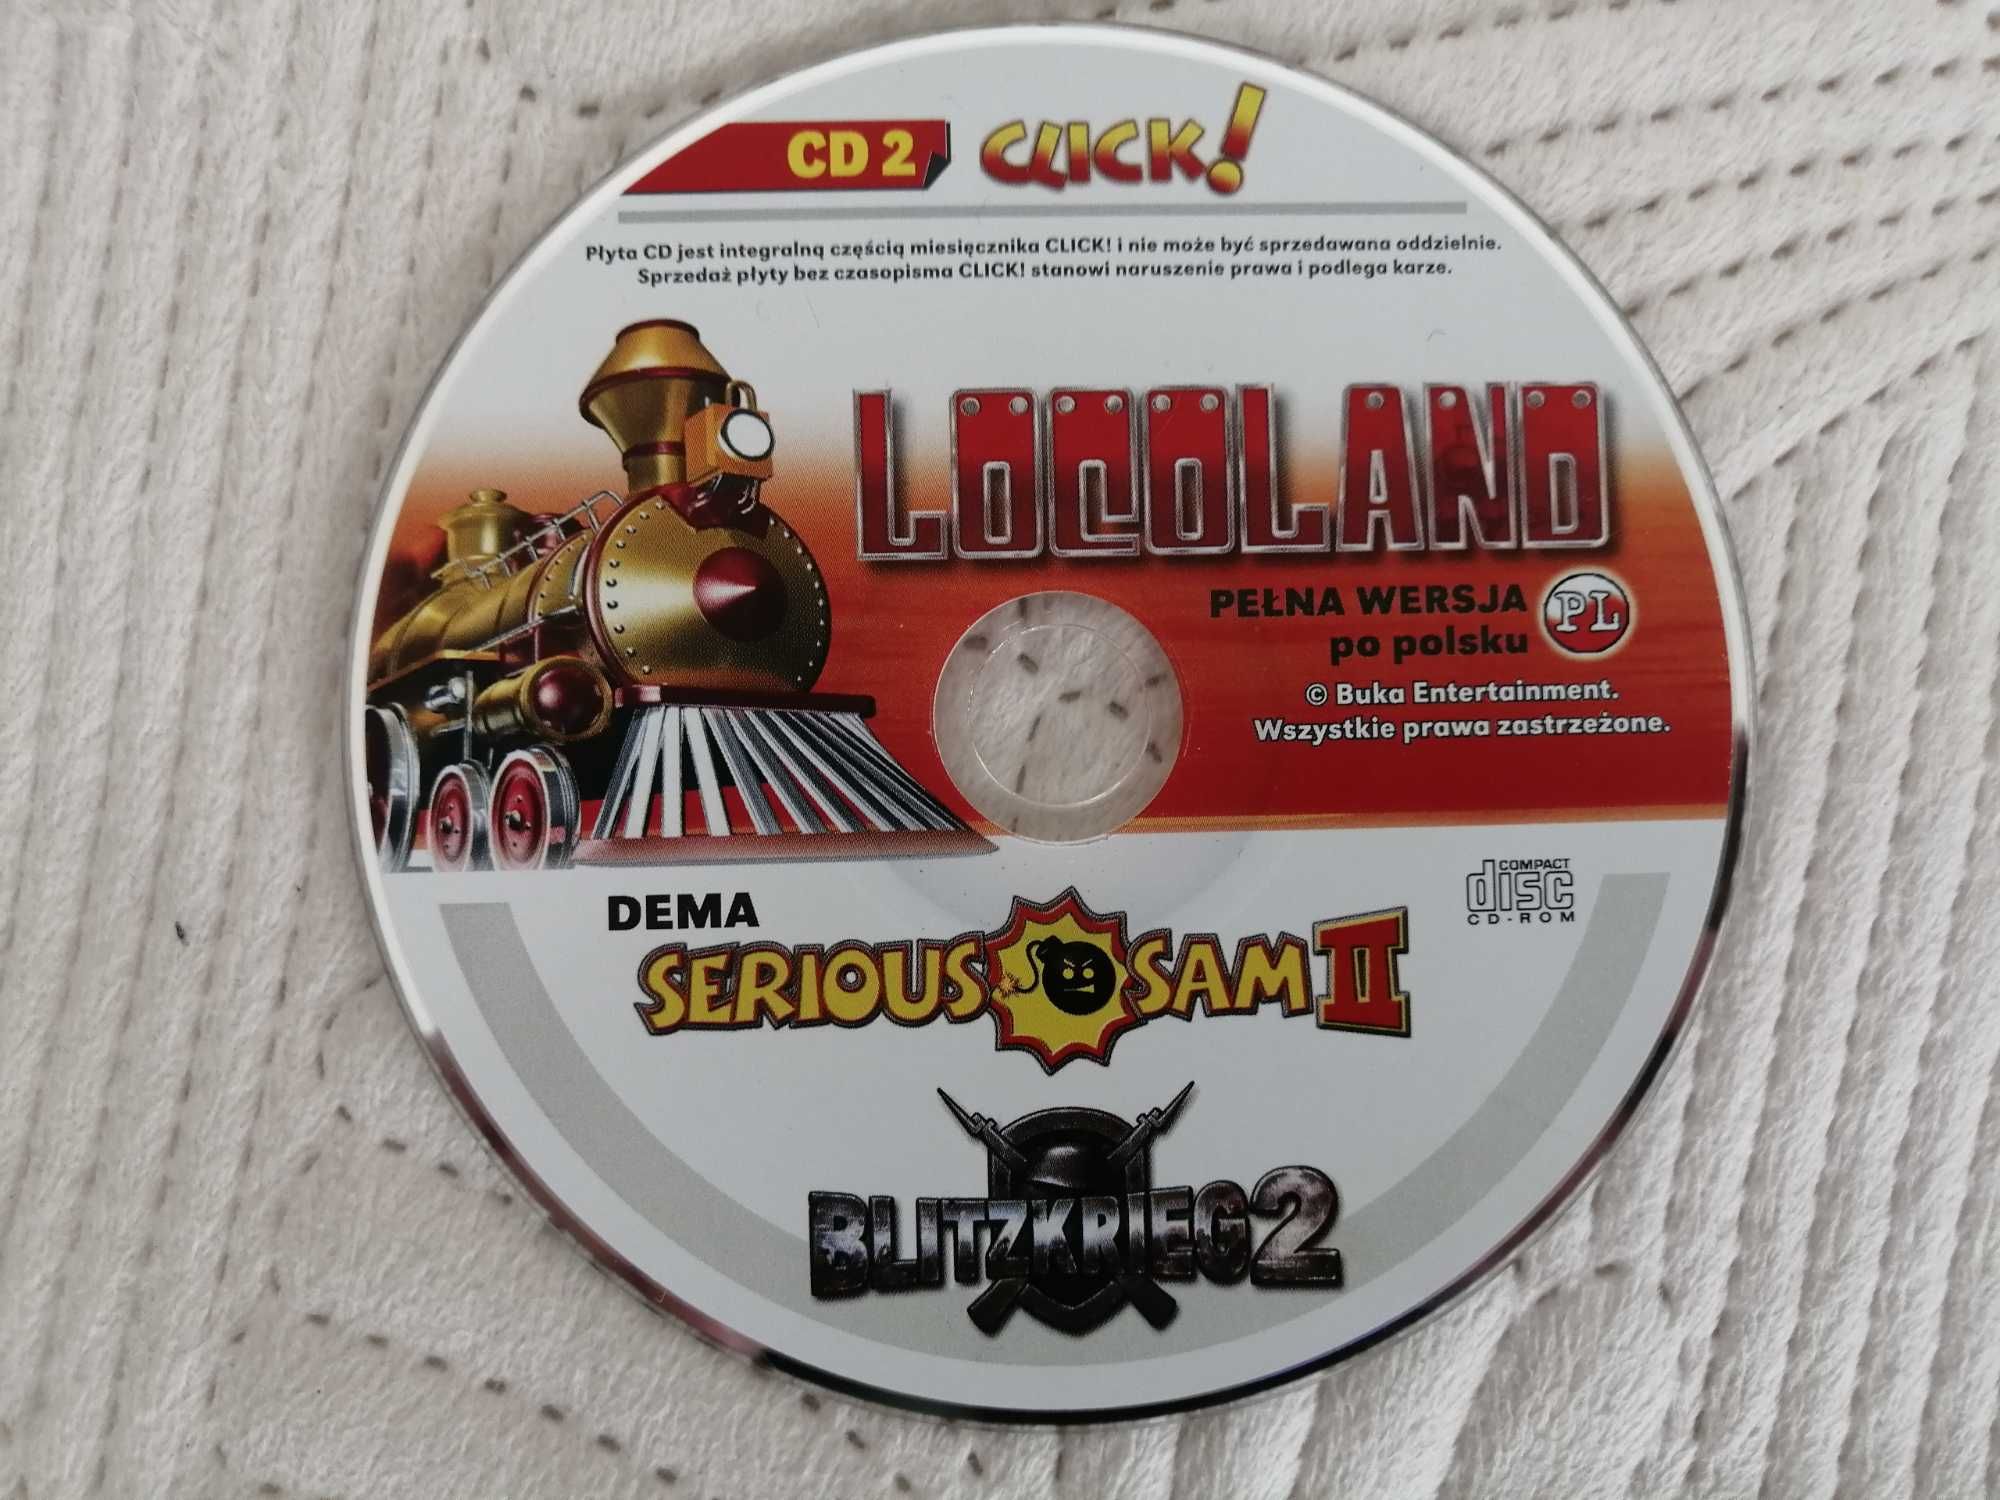 CD 2
CLICK!
Płyta CD jest integralną częścią miesięcznika CLICK! i nie może być sprzedawana oddzielnie.
Sprzedaż płyty bez czasopisma CLICK! stanowi naruszenie prawa i podlega karze.
LOCOLAND
PEŁNA WERSJA
po polsku
PL
© Buka Entertainment.
Wszystkie prawa zastrzeżone.
COMPACT
disc
CD-ROM
DEMA
SERIOUS SAM II
BLITZKRIEG 2